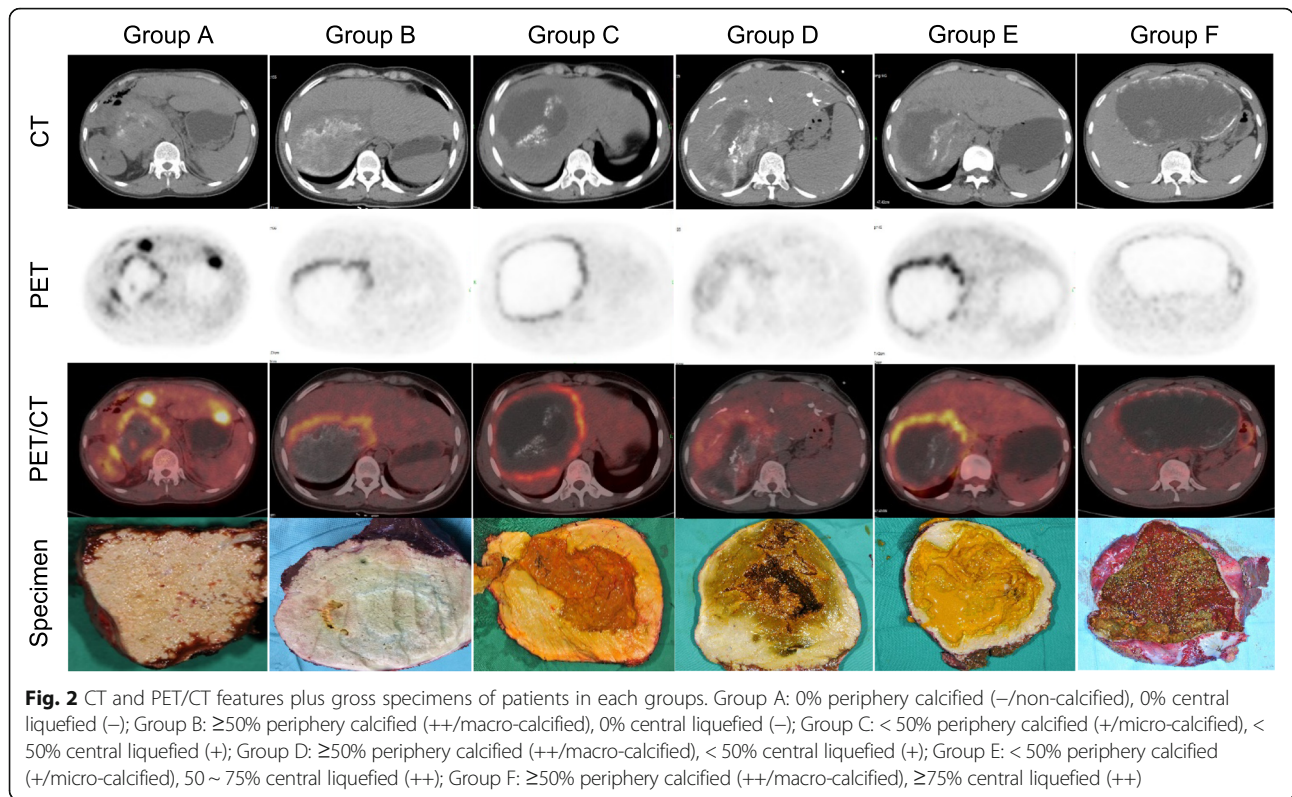 Group A Group B Group C Group D Group E Group F
CT
PET
PET/CT
Specimen
Fig. 2 CT and PET/CT features plus gross specimens of patients in each groups. Group A: 0% periphery calcified (−/non-calcified), 0% central
liquefied (−); Group B: ≥50% periphery calcified (++/macro-calcified), 0% central liquefied (−); Group C: < 50% periphery calcified (+/micro-calcified), <
50% central liquefied (+); Group D: ≥50% periphery calcified (++/macro-calcified), < 50% central liquefied (+); Group E: < 50% periphery calcified
(+/micro-calcified), 50 ~ 75% central liquefied (++); Group F: ≥50% periphery calcified (++/macro-calcified), ≥75% central liquefied (++)